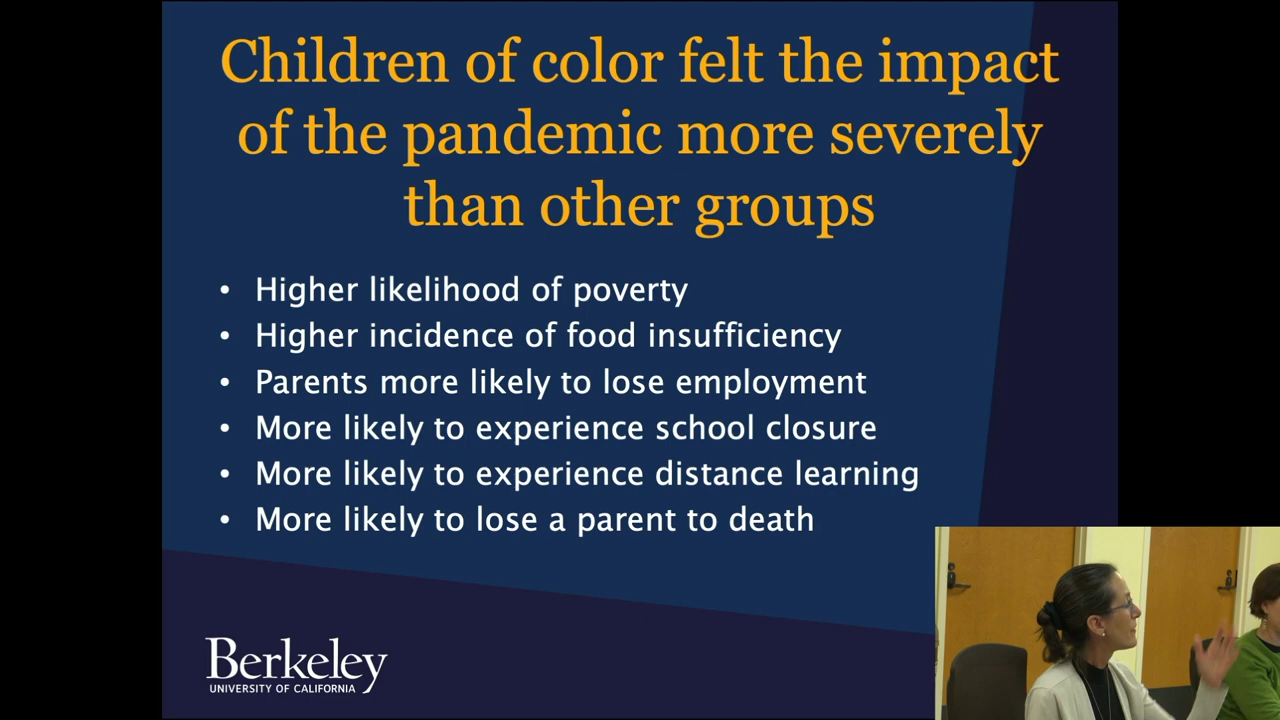 Children of color felt the impact
of the pandemic more severely
than other groups
• Higher likelihood of poverty
• Higher incidence of food insufficiency
• Parents more likely to lose employment
• More likely to experience school closure
• More likely to experience distance learning
• More likely to lose a parent to death
Berkeley
UNIVERSITY OF CALIFORNIA